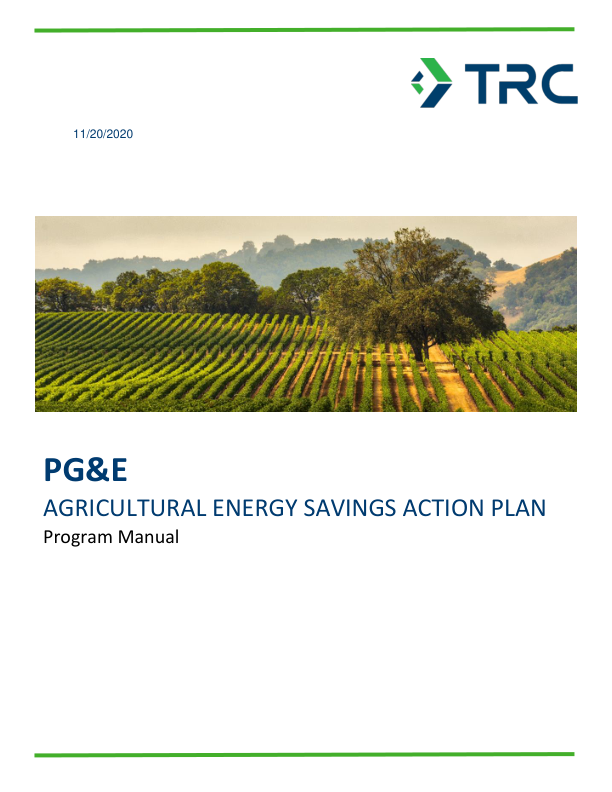 TRC
11/20/2020
PG&E
AGRICULTURAL ENERGY SAVINGS ACTION PLAN
Program Manual